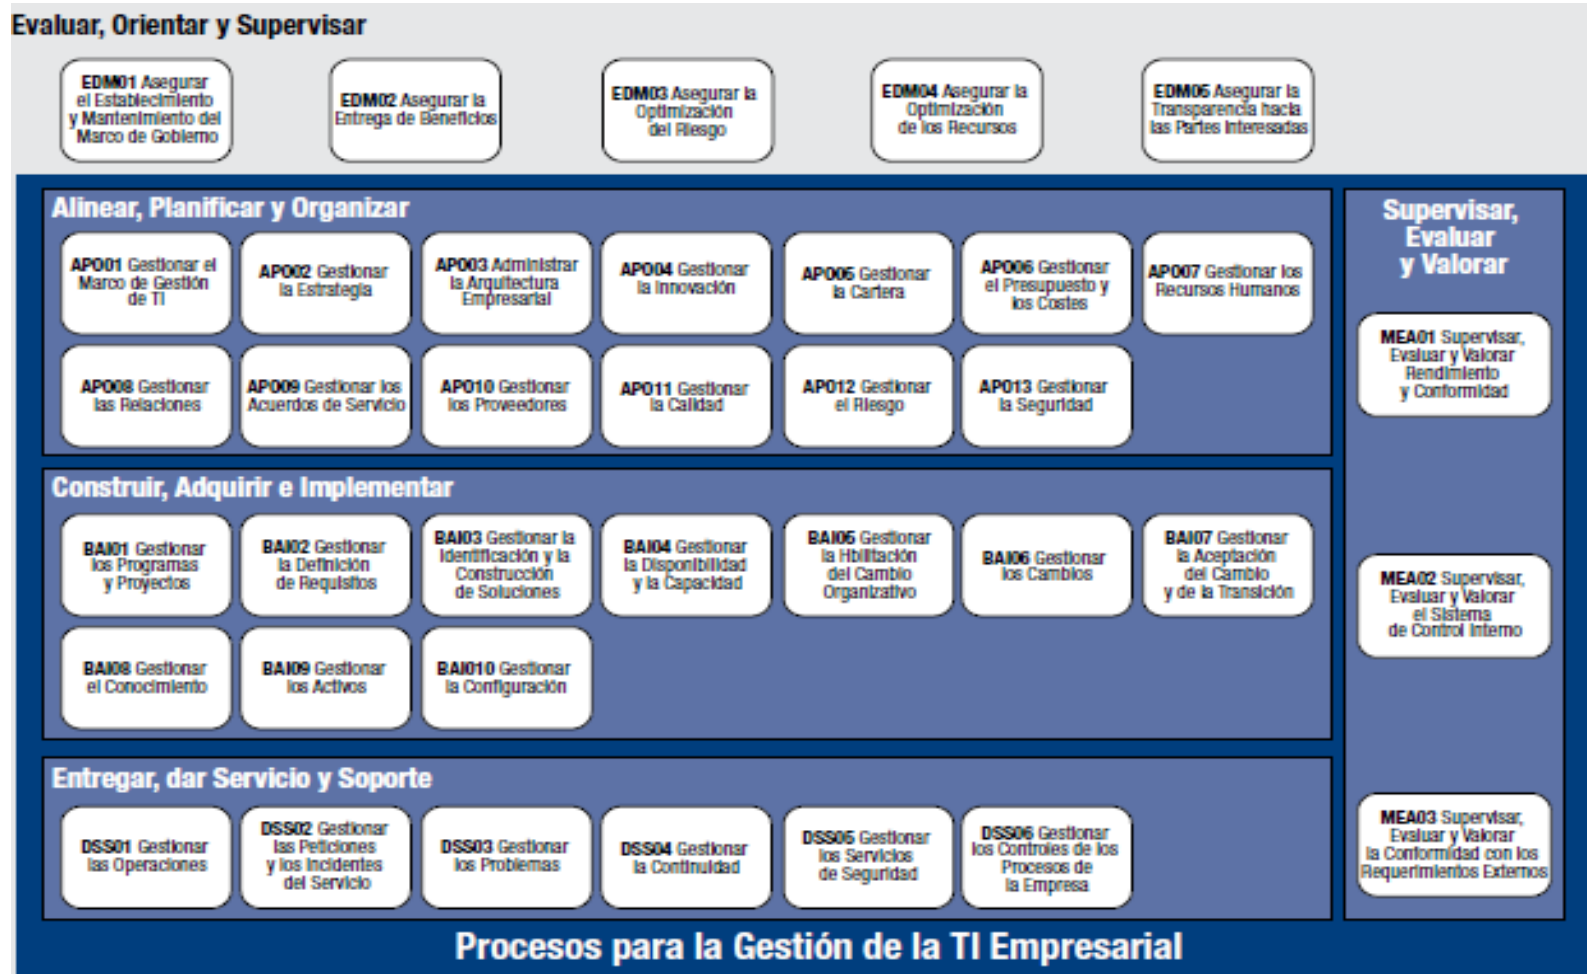 Evaluar, Orientar y Supervisar
EDM01 Asegurar
el Establecimiento
y Mantenimiento del
Marco de Gobierno
EDM02 Asegurar la
Entrega de Beneficios
EDM03 Asegurar la
Optimización
del Riesgo
EDM04 Asegurar la
Optimización
de los Recursos
EDM05 Asegurar la
Transparencia hacia
las Partes Interesadas
Alinear, Planificar y Organizar
APO01 Gestionar el
Marco de Gestión
de TI
APO02 Gestionar
la Estrategia
APO03 Administrar
la Arquitectura
Empresarial
APO04 Gestionar
la Innovación
APO05 Gestionar
la Cartera
APO06 Gestionar
el Presupuesto y
los Costes
APO07 Gestionar los
Recursos Humanos
APO08 Gestionar
las Relaciones
APO09 Gestionar los
Acuerdos de Servicio
APO10 Gestionar
los Proveedores
APO11 Gestionar
la Calidad
APO12 Gestionar
el Riesgo
APO13 Gestionar
la Seguridad
Construir, Adquirir e Implementar
BAI01 Gestionar
los Programas
y Proyectos
BAI02 Gestionar
la Definición
de Requisitos
BAI03 Gestionar la
Identificación y la
Construcción
de Soluciones
BAI04 Gestionar
la Disponibilidad
y la Capacidad
BAI05 Gestionar
la Hbilitación
del Cambio
Organizativo
BAI06 Gestionar
los Cambios
BAI07 Gestionar
la Aceptación
del Cambio
y de la Transición
BAI08 Gestionar
el Conocimiento
BAI09 Gestionar
los Activos
BAI010 Gestionar
la Configuración
Entregar, dar Servicio y Soporte
DSS01 Gestionar
las Operaciones
DSS02 Gestionar
las Peticiones
y los Incidentes
del Servicio
DSS03 Gestionar
los Problemas
DSS04 Gestionar
la Continuidad
DSS05 Gestionar
los Servicios
de Seguridad
DSS06 Gestionar
los Controles de los
Procesos de
la Empresa
Supervisar,
Evaluar
y Valorar
MEA01 Supervisar,
Evaluar y Valorar
Rendimiento
y Conformidad
MEA02 Supervisar,
Evaluar y Valorar
el Sistema
de Control Interno
MEA03 Supervisar,
Evaluar y Valorar
la Conformidad con los
Requerimientos Externos
Procesos para la Gestión de la TI Empresarial